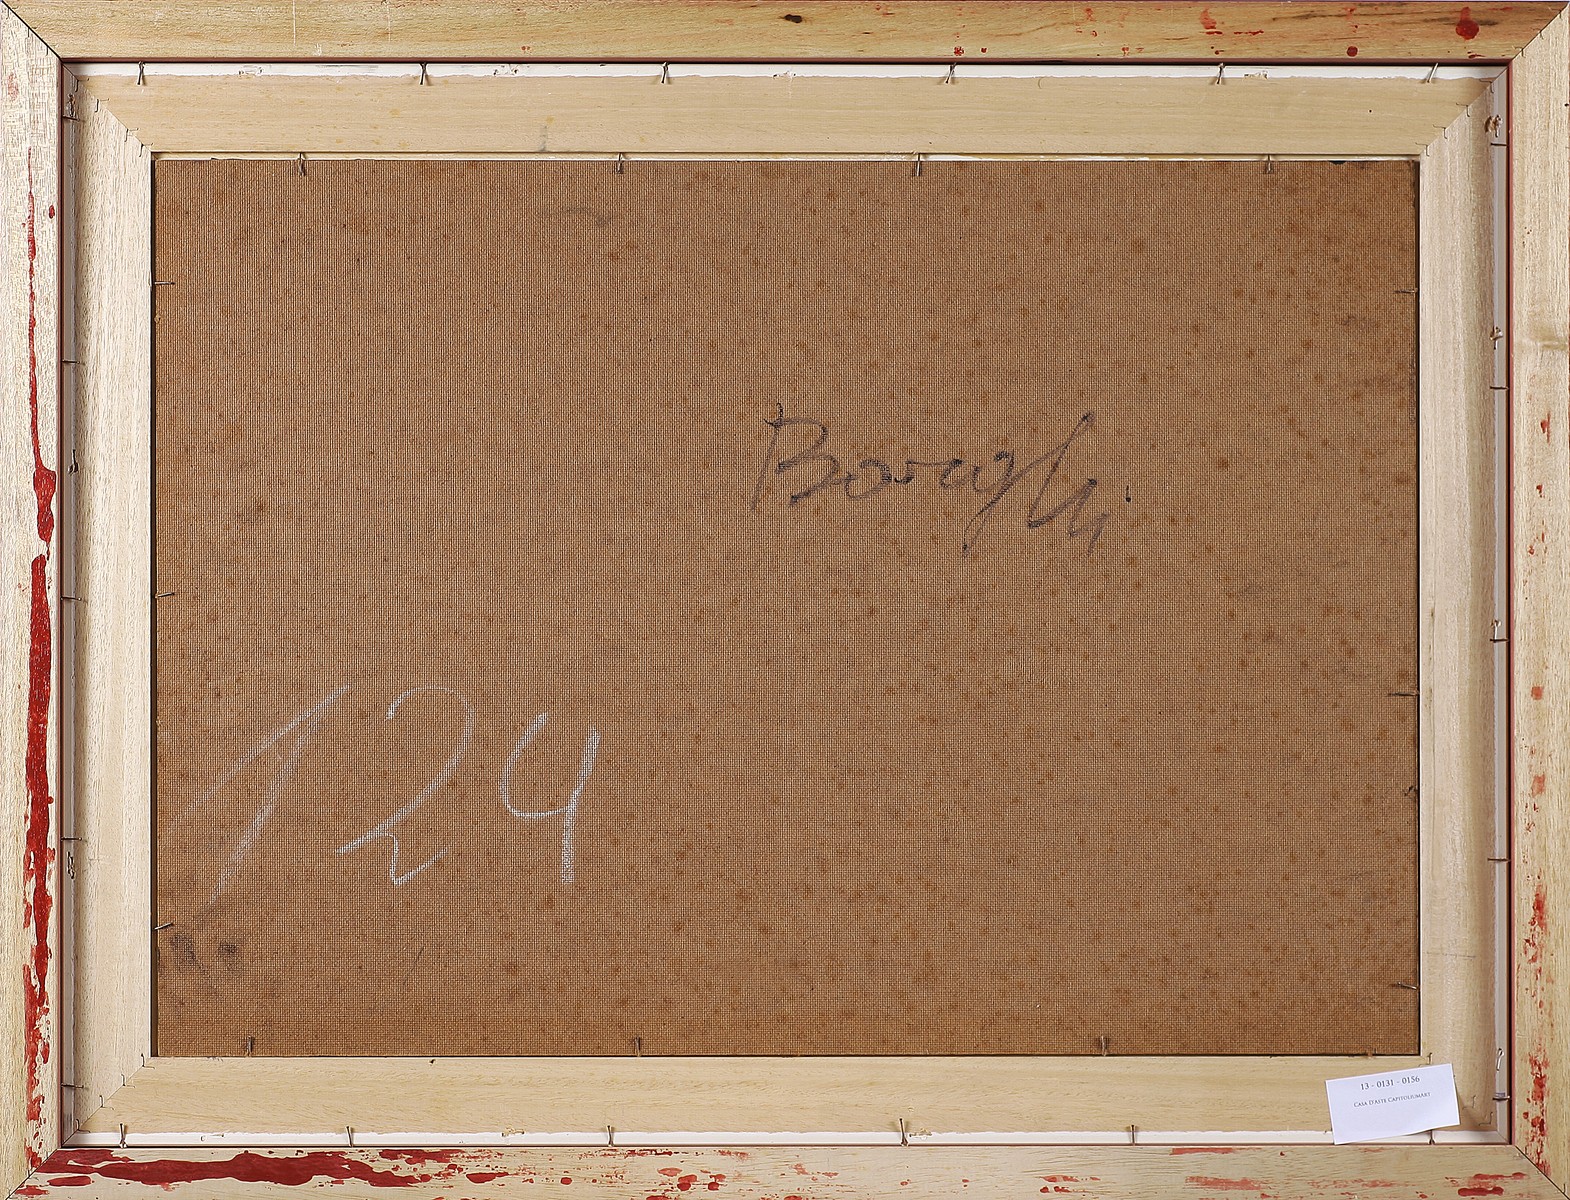 Borghi
124
13 - 0131 - 0156
Casa D'Aste Capitoliumart